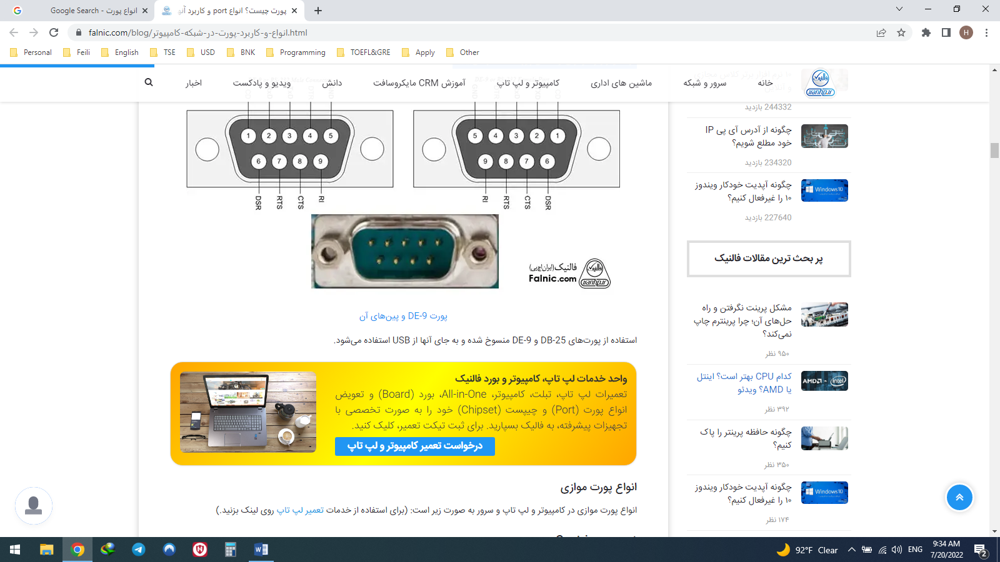 انواع پورت - Google Search
پورت چیست؟ انواع port و کاربرد آنها
falnic.com/blog/انواع-و-کاربرد-پورت-در-شبکه-کامپیوتر.html
H
Personal
Feili
English
TSE
USD
BNK
Programming
TOEFL&GRE
Apply
Other
خانه
سرور و شبکه
ماشین های اداری
کامپیوتر و لپ تاپ
آموزش CRM مایکروسافت
دانش
ویدیو و پادکست
اخبار
فالنیک
iranhp.ir
1 2 3 4 5
6 7 8 9
DSR RTS CTS RI
5 4 3 2 1
9 8 7 6
RI RTS CTS DSR
فالنیک(ایران‌اچ‌پی)
Falnic.com
فالنیک
iranhp.ir
پورت DE-9 و پین‌های آن
استفاده از پورت‌های DB-25 و DE-9 منسوخ شده و به جای آنها از USB استفاده می‌شود.
واحد خدمات لپ تاپ، کامپیوتر و بورد فالنیک
تعمیرات لپ تاپ، تبلت، کامپیوتر، All-in-One، بورد (Board) و تعویض
انواع پورت (Port) و چیپست (Chipset) خود را به صورت تخصصی با
تجهیزات پیشرفته، به فالیک بسپارید. برای ثبت تیکت تعمیر، کلیک کنید.
درخواست تعمیر کامپیوتر و لپ تاپ
انواع پورت موازی
انواع پورت موازی در کامپیوتر و لپ تاپ و سرور به صورت زیر است: (برای استفاده از خدمات تعمیر لپ تاپ روی لینک بزنید.)
244332 بازدید
چگونه از آدرس آی پی IP
خود مطلع شویم؟
234320 بازدید
چگونه آپدیت خودکار ویندوز
۱۰ را غیرفعال کنیم؟
Windows 10
227640 بازدید
پر بحث ترین مقالات فالنیک
مشکل پرینت نگرفتن و راه
حل‌های آن؛ چرا پرینترم چاپ
نمی‌کند؟
۹۵۰ نظر
کدام CPU بهتر است؟ اینتل
یا AMD؟ ویدئو
AMD
intel
۳۹۲ نظر
چگونه حافظه پرینتر را پاک
کنیم؟
۳۵۰ نظر
چگونه آپدیت خودکار ویندوز
۱۰ را غیرفعال کنیم؟
Windows 10
۱۷۴ نظر
92°F Clear
ENG
9:34 AM
7/20/2022
2